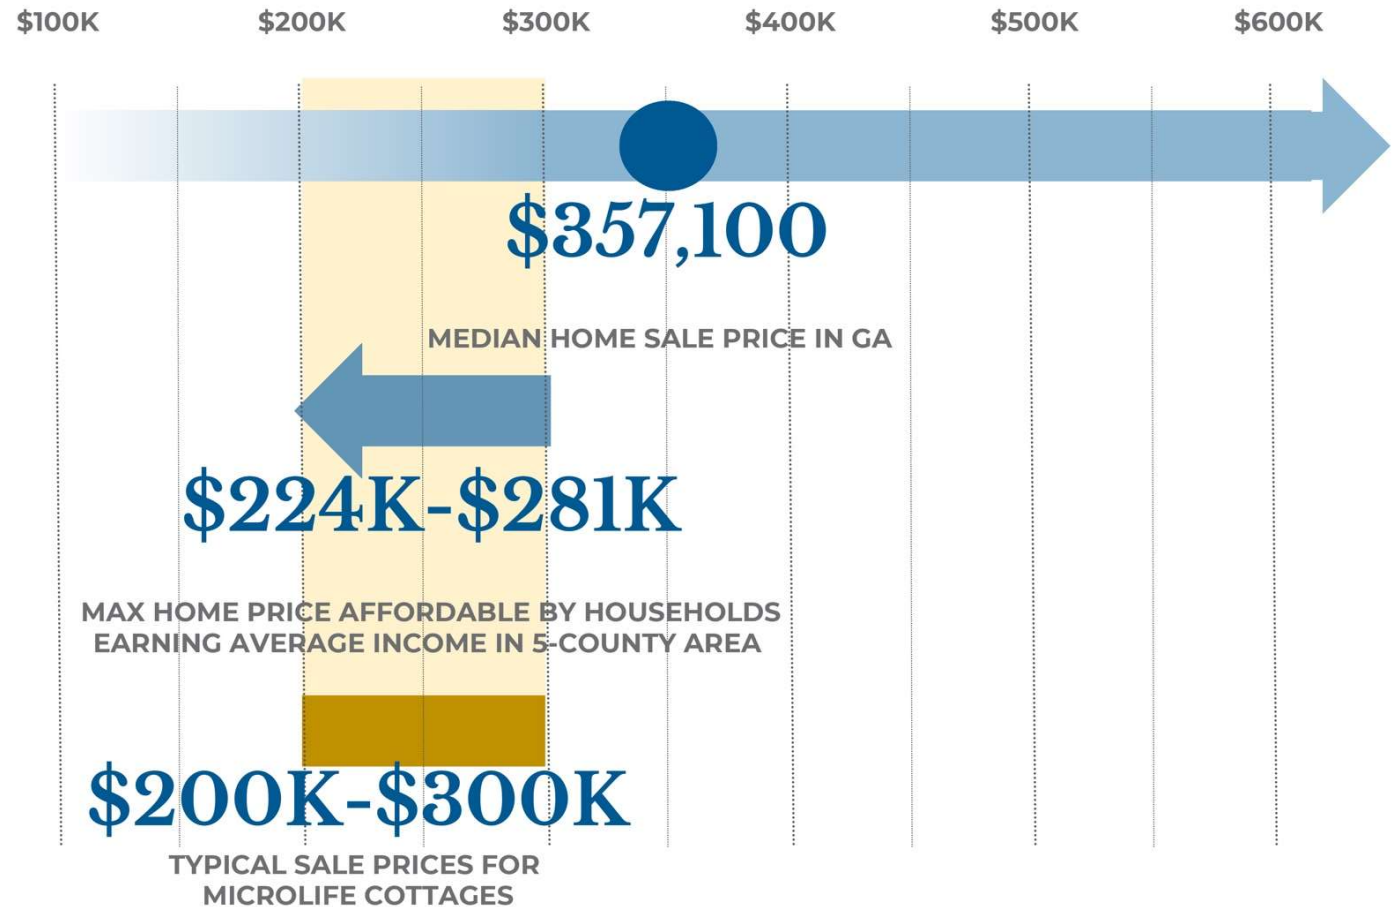 $100K $200K $300K $400K $500K $600K
$357,100
MEDIAN HOME SALE PRICE IN GA
$224K-$281K
MAX HOME PRICE AFFORDABLE BY HOUSEHOLDS
EARNING AVERAGE INCOME IN 5-COUNTY AREA
$200K-$300K
TYPICAL SALE PRICES FOR
MICROLIFE COTTAGES